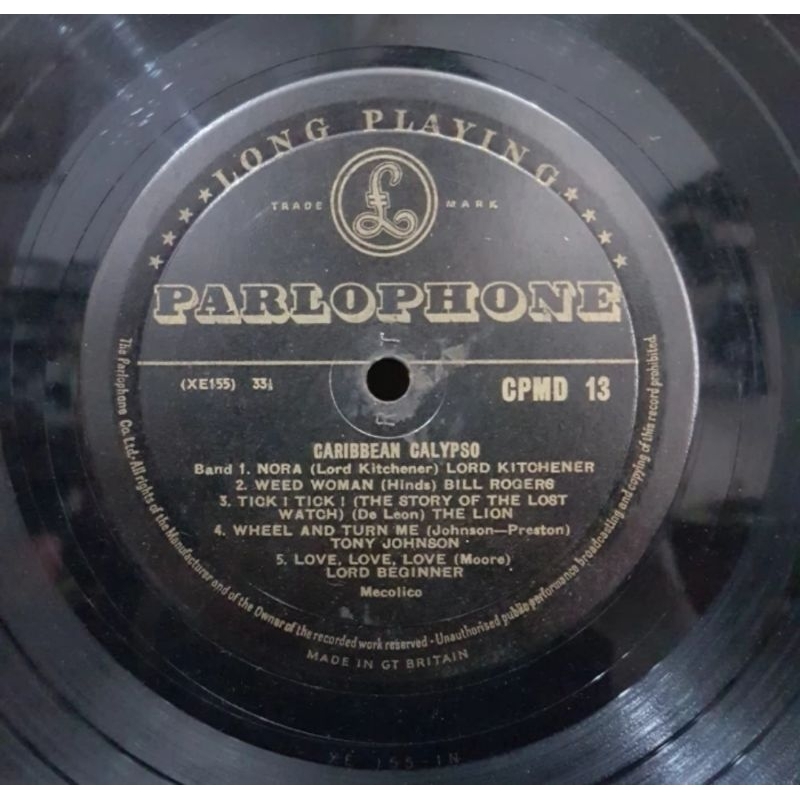 ★★★★ LONG PLAYING ★★★★
TRADE £ MARK
PARLOPHONE
(XE155) 33⅓
CPMD 13
CARIBBEAN CALYPSO
Band 1. NORA (Lord Kitchener) LORD KITCHENER
2. WEED WOMAN (Hinds) BILL ROGERS
3. TICK ! TICK ! (THE STORY OF THE LOST
WATCH) (De Leon) THE LION
4. WHEEL AND TURN ME (Johnson—Preston)
TONY JOHNSON
5. LOVE, LOVE, LOVE (Moore)
LORD BEGINNER
Mecolico
The Parlophone Co. Ltd. All rights of the Manufacturer and of the Owner of the recorded work reserved · Unauthorised public performance broadcasting and copying of this record prohibited.
MADE IN GT BRITAIN
XE 155-1N